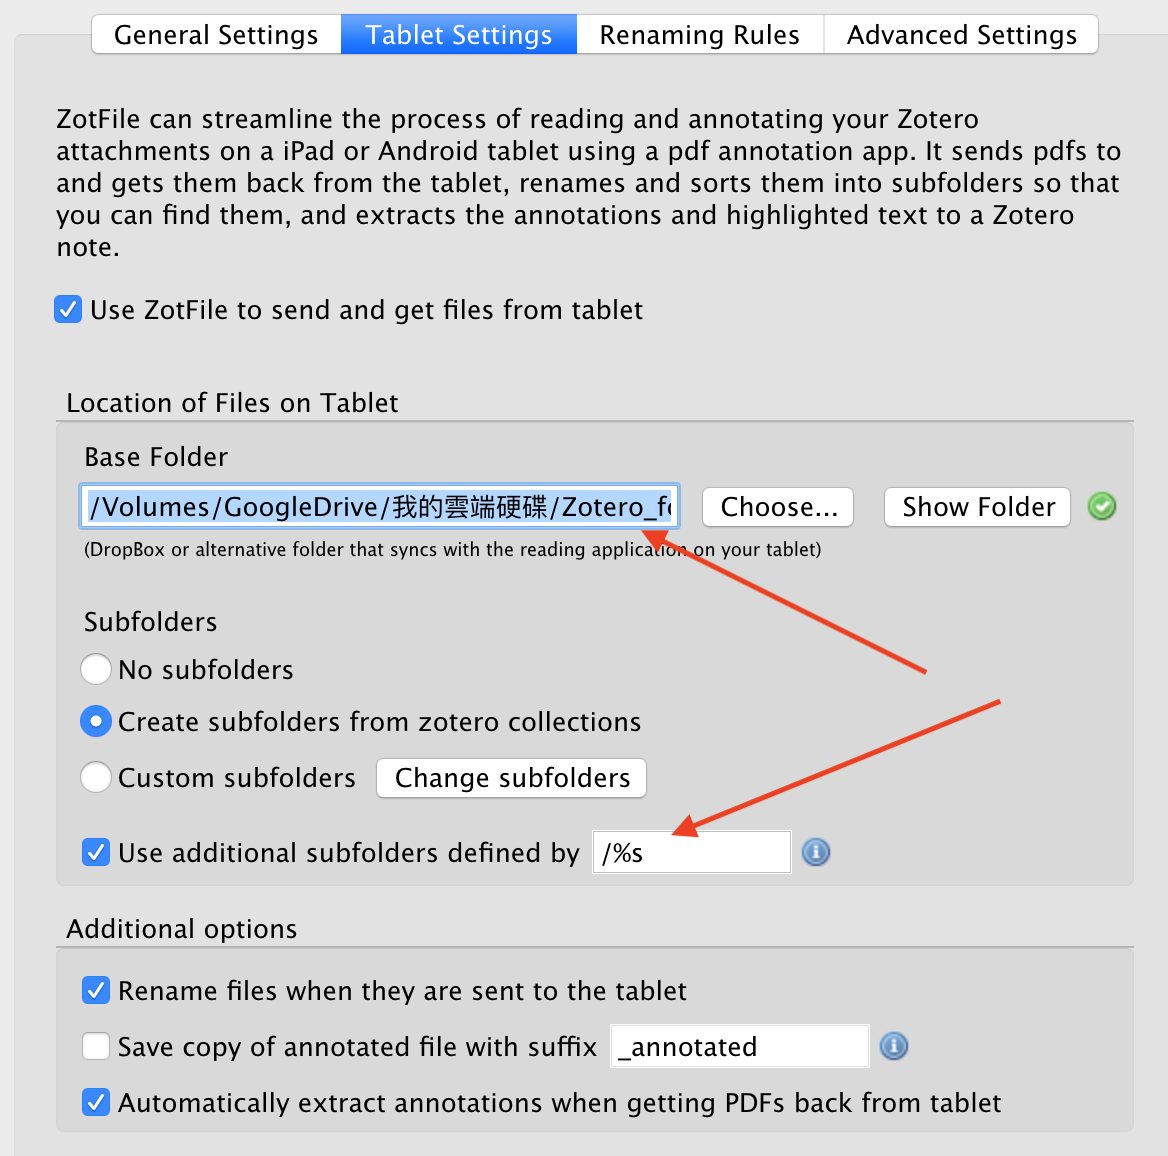 General Settings Tablet Settings Renaming Rules Advanced Settings
ZotFile can streamline the process of reading and annotating your Zotero
attachments on a iPad or Android tablet using a pdf annotation app. It sends pdfs to
and gets them back from the tablet, renames and sorts them into subfolders so that
you can find them, and extracts the annotations and highlighted text to a Zotero
note.
Use ZotFile to send and get files from tablet
Location of Files on Tablet
Base Folder
/Volumes/GoogleDrive/我的雲端硬碟/Zotero_fo Choose... Show Folder
(DropBox or alternative folder that syncs with the reading application on your tablet)
Subfolders
No subfolders
Create subfolders from zotero collections
Custom subfolders Change subfolders
Use additional subfolders defined by /%s
Additional options
Rename files when they are sent to the tablet
Save copy of annotated file with suffix _annotated
Automatically extract annotations when getting PDFs back from tablet